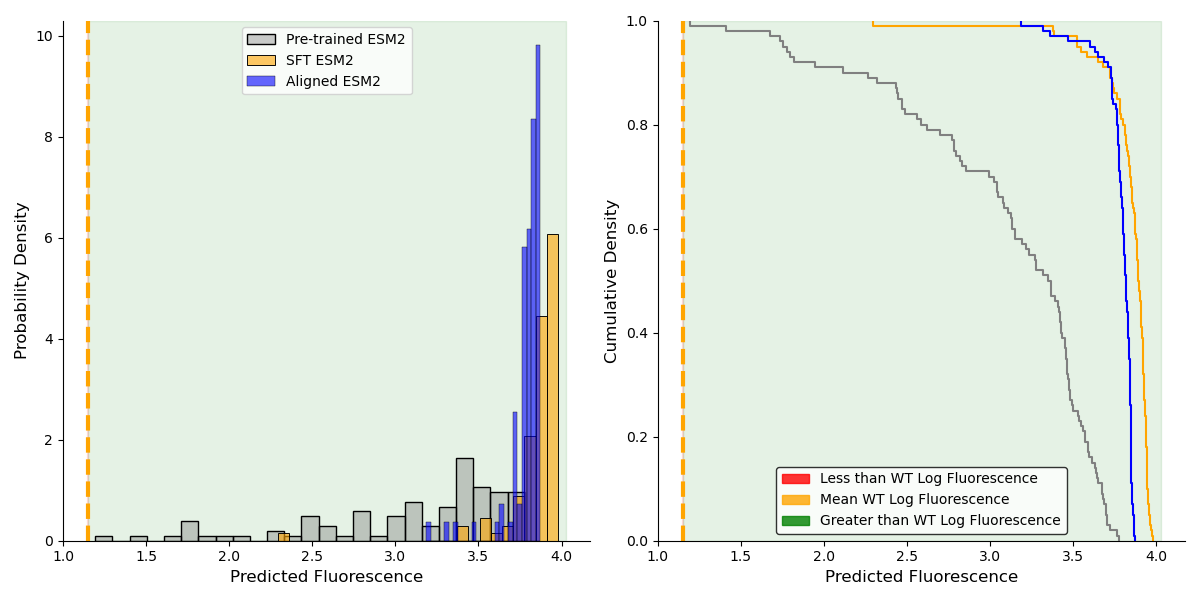 Probability Density
10
8
6
4
2
0
Pre-trained ESM2
SFT ESM2
Aligned ESM2
1.0 1.5 2.0 2.5 3.0 3.5 4.0
Predicted Fluorescence
Cumulative Density
1.0
0.8
0.6
0.4
0.2
0.0
Less than WT Log Fluorescence
Mean WT Log Fluorescence
Greater than WT Log Fluorescence
1.0 1.5 2.0 2.5 3.0 3.5 4.0
Predicted Fluorescence